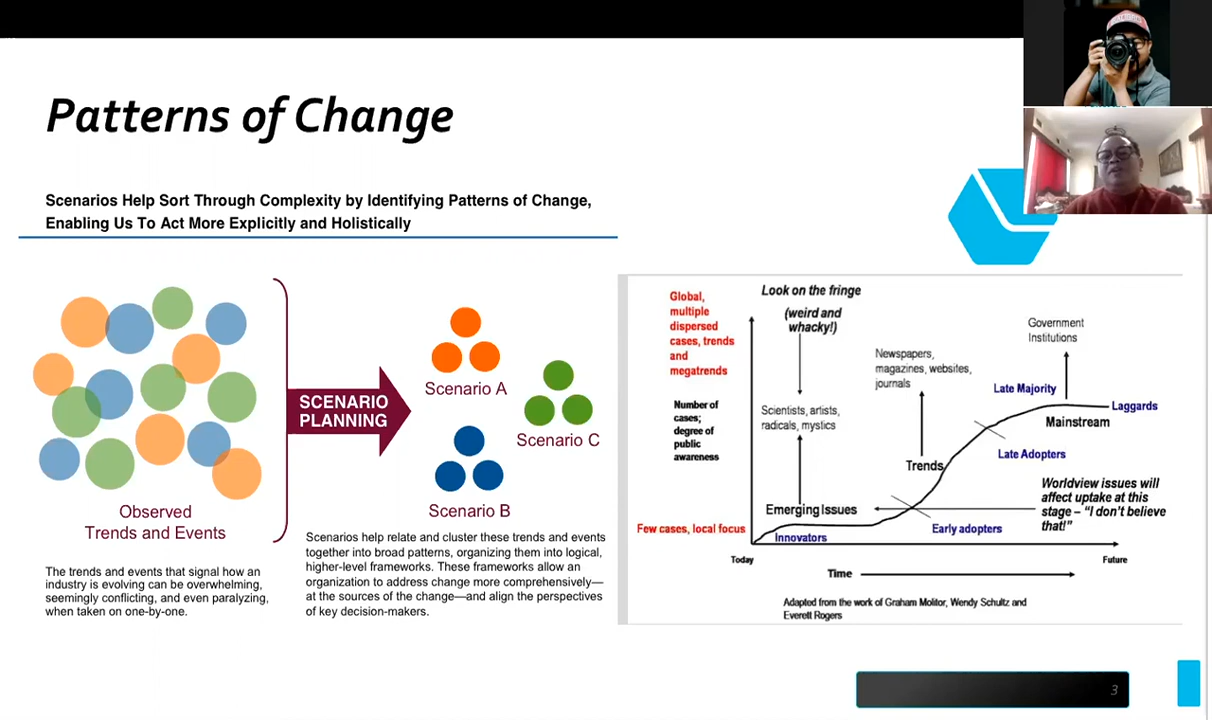 Patterns of Change
Scenarios Help Sort Through Complexity by Identifying Patterns of Change,
Enabling Us To Act More Explicitly and Holistically
Observed
Trends and Events
The trends and events that signal how an
industry is evolving can be overwhelming,
seemingly conflicting, and even paralyzing,
when taken on one-by-one.
SCENARIO
PLANNING
Scenario A
Scenario C
Scenario B
Scenarios help relate and cluster these trends and events
together into broad patterns, organizing them into logical,
higher-level frameworks. These frameworks allow an
organization to address change more comprehensively—
at the sources of the change—and align the perspectives
of key decision-makers.
Global,
multiple
dispersed
cases, trends
and
megatrends
Number of
cases;
degree of
public
awareness
Few cases, local focus
Look on the fringe
(weird and
whacky!)
Scientists, artists,
radicals, mystics
Emerging Issues
Innovators
Newspapers,
magazines, websites,
journals
Trends
Early adopters
Government
Institutions
Late Majority
Laggards
Mainstream
Late Adopters
Worldview issues will
affect uptake at this
stage – “I don't believe
that!”
Today
Future
Time
Adapted from the work of Graham Molitor, Wendy Schultz and
Everett Rogers
3